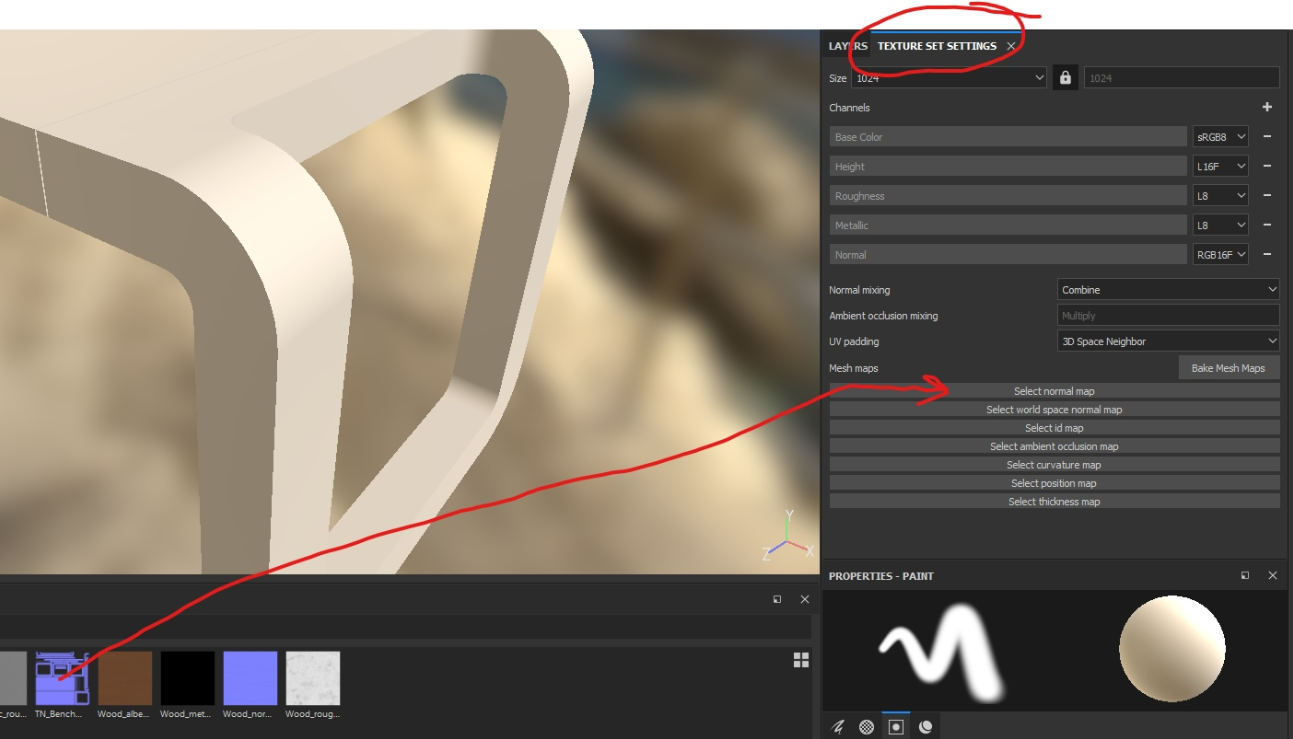 LAYERS TEXTURE SET SETTINGS
Size 1024 1024
Channels
Base Color sRGB8
Height L16F
Roughness L8
Metallic L8
Normal RGB16F
Normal mixing Combine
Ambient occlusion mixing Multiply
UV padding 3D Space Neighbor
Mesh maps Bake Mesh Maps
Select normal map
Select world space normal map
Select id map
Select ambient occlusion map
Select curvature map
Select position map
Select thickness map
Y
Z X
PROPERTIES - PAINT
c_rou... TN_Bench... Wood_albe... Wood_met... Wood_nor... Wood_roug...